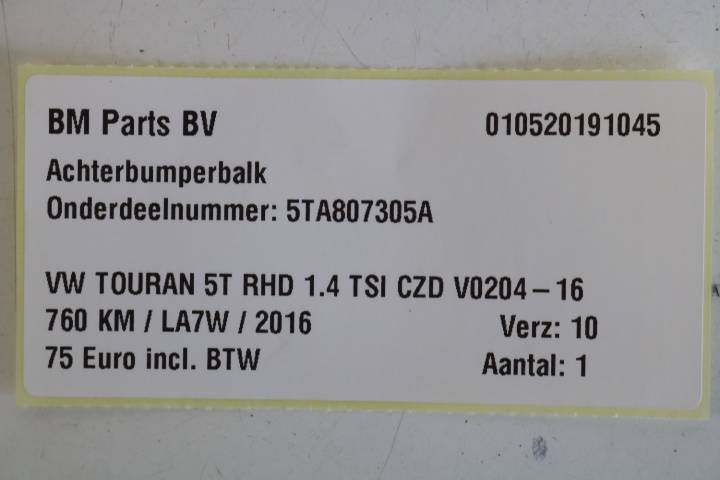 BM Parts BV 010520191045
Achterbumperbalk
Onderdeelnummer: 5TA807305A
VW TOURAN 5T RHD 1.4 TSI CZD V0204-16
760 KM / LA7W / 2016 Verz: 10
75 Euro incl. BTW Aantal: 1